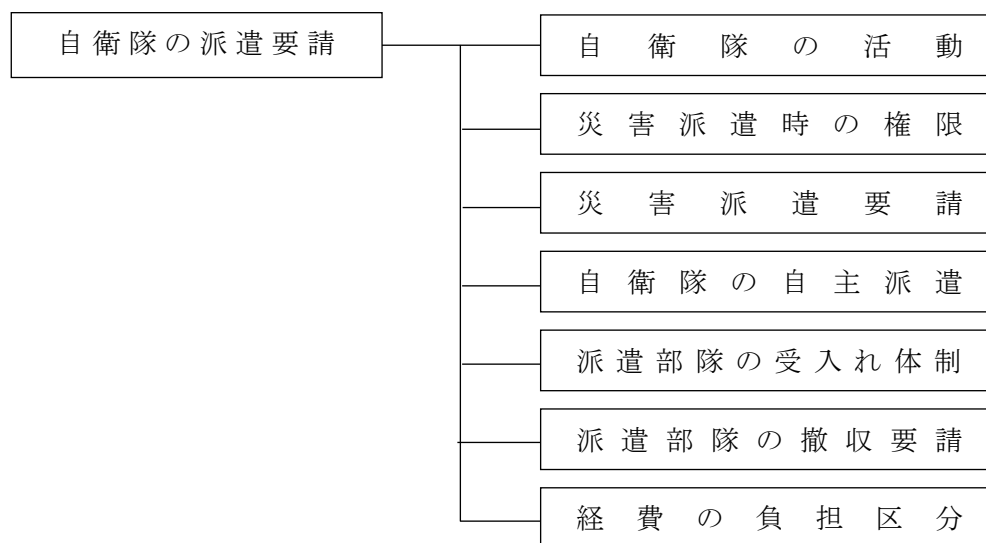 自衛隊の派遣要請
自衛隊の活動
災害派遣時の権限
災害派遣要請
自衛隊の自主派遣
派遣部隊の受入れ体制
派遣部隊の撤収要請
経費の負担区分